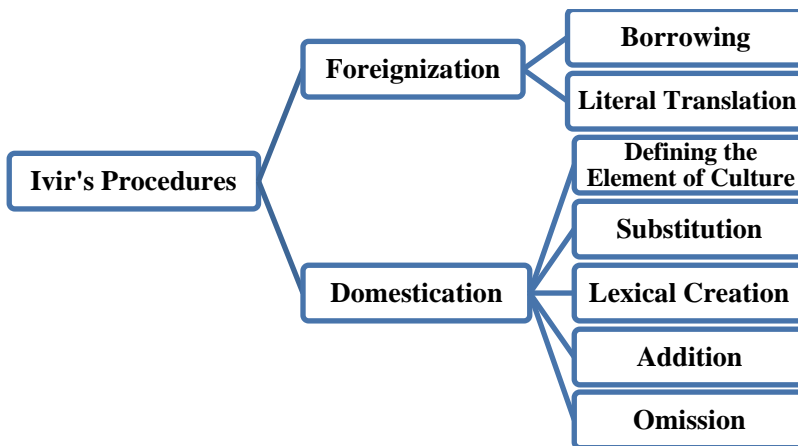 Ivir's Procedures
Foreignization
Borrowing
Literal Translation
Domestication
Defining the
Element of Culture
Substitution
Lexical Creation
Addition
Omission